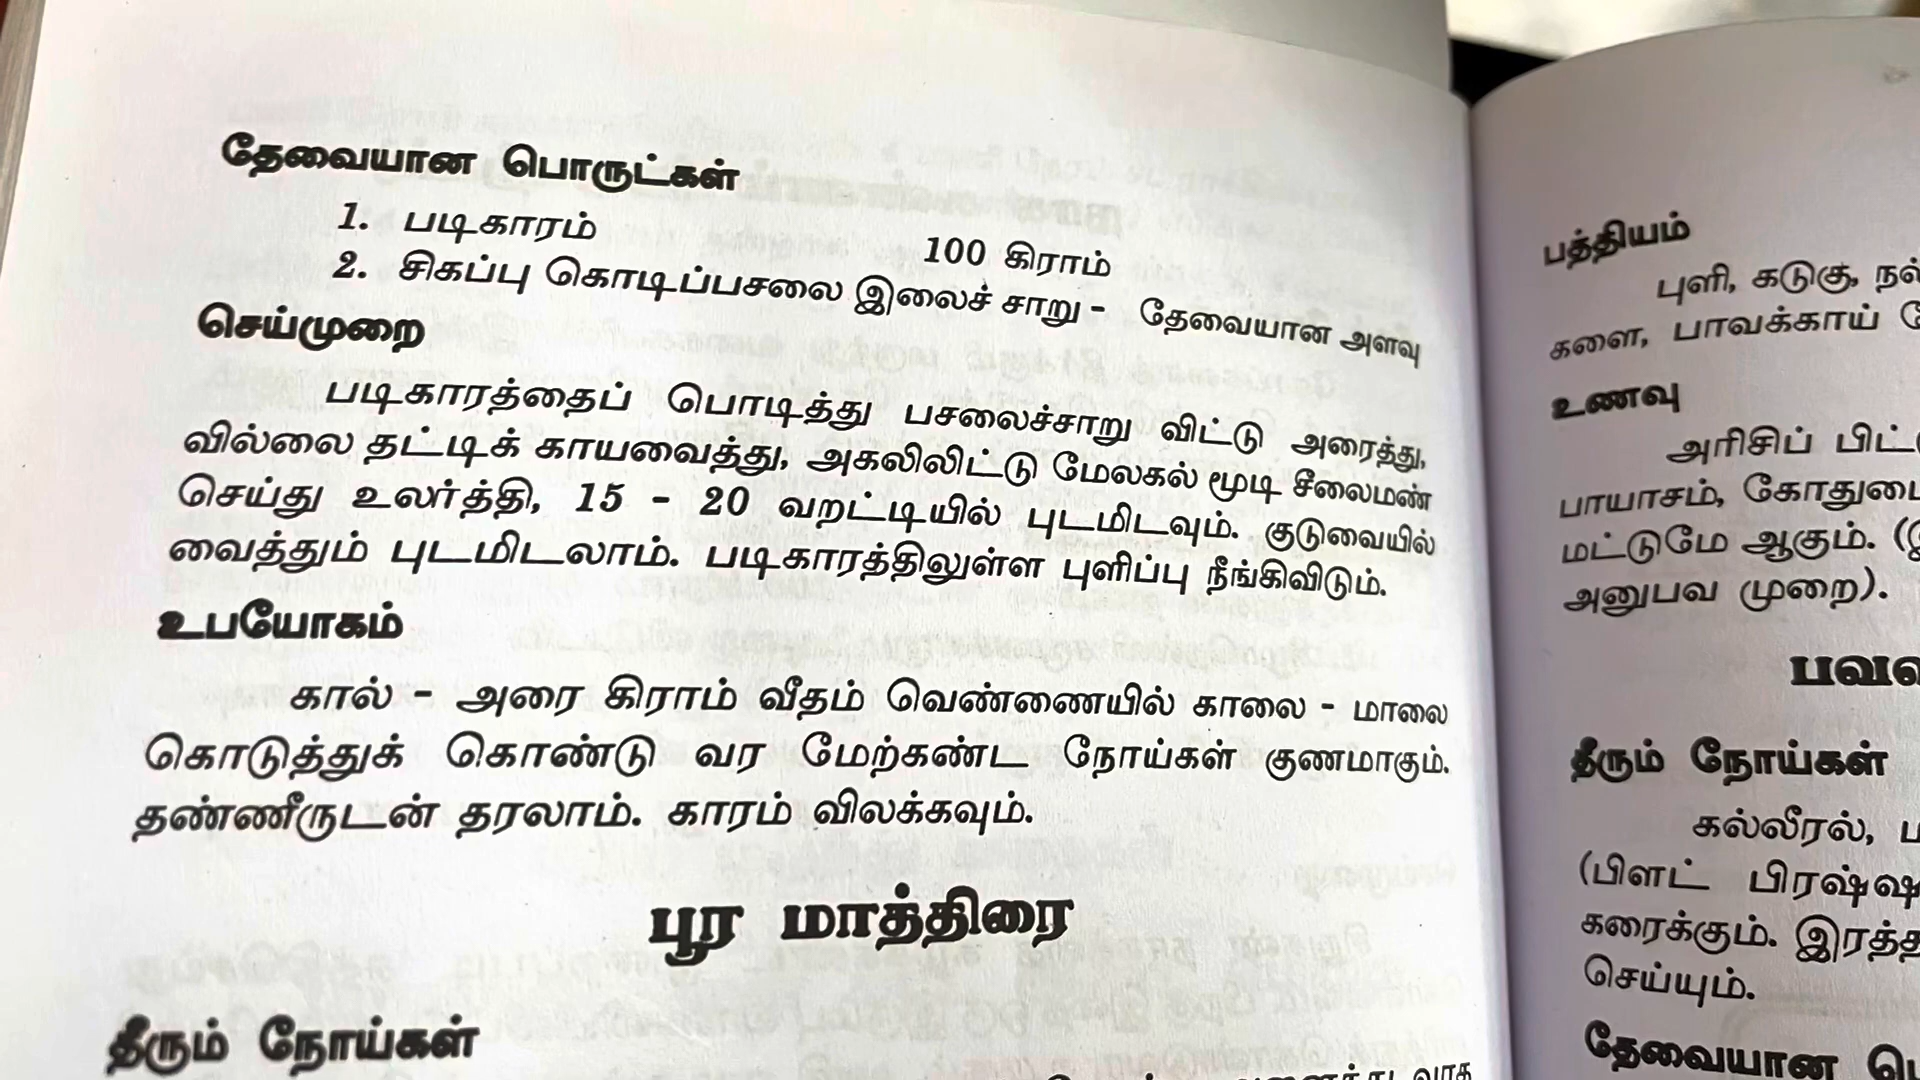 தேவையான பொருட்கள்
1. படிகாரம் 100 கிராம்
2. சிகப்பு கொடிப்பசலை இலைச் சாறு - தேவையான அளவு
செய்முறை
படிகாரத்தைப் பொடித்து பசலைச்சாறு விட்டு அரைத்து,
வில்லை தட்டிக் காயவைத்து, அகலிலிட்டு மேலகல் மூடி சீலைமண்
செய்து உலர்த்தி, 15 - 20 வறட்டியில் புடமிடவும். குடுவையில்
வைத்தும் புடமிடலாம். படிகாரத்திலுள்ள புளிப்பு நீங்கிவிடும்.
உபயோகம்
கால் - அரை கிராம் வீதம் வெண்ணையில் காலை - மாலை
கொடுத்துக் கொண்டு வர மேற்கண்ட நோய்கள் குணமாகும்.
தண்ணீருடன் தரலாம். காரம் விலக்கவும்.
பூர மாத்திரை
தீரும் நோய்கள்
பத்தியம்
புளி, கடுகு,
களை, பாவக்காய்
உணவு
அரிசிப்
பாயாசம்,
மட்டுமே ஆகும்.
அனுபவ முறை).
தீரும் நோய்கள்
கல்லீரல்,
(பிளட்
கரைக்கும்.
செய்யும்.
தேவையான